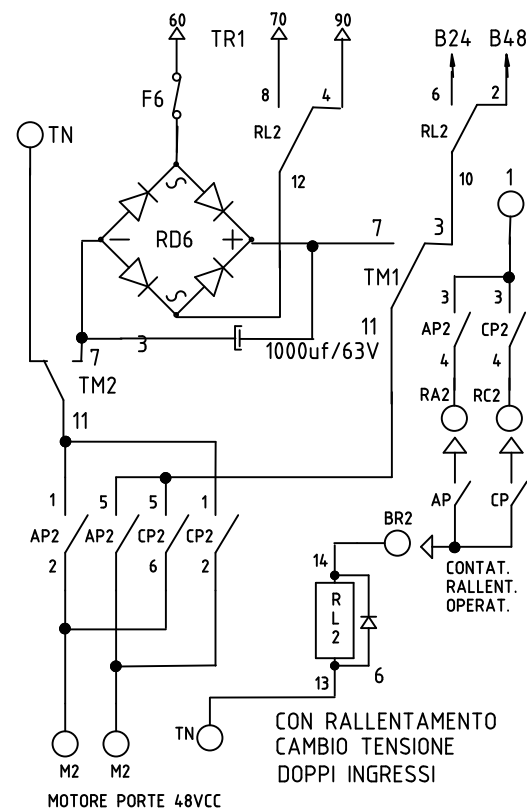 60 70 90
TR1
B24 B48
F6
8 4
6 2
RL2
RL2
TN
12
10
1
RD6
7
3
TM1
3 3
11
AP2 CP2
3
1000uf/63V
4 4
7
TM2
RA2 RC2
11
1 5 5 1
AP CP
BR2
AP2 AP2 CP2 CP2
14
2 6 2
CONTAT.
RALLENT.
OPERAT.
R
L
2
13
6
TN
CON RALLENTAMENTO
CAMBIO TENSIONE
DOPPI INGRESSI
M2 M2
MOTORE PORTE 48VCC